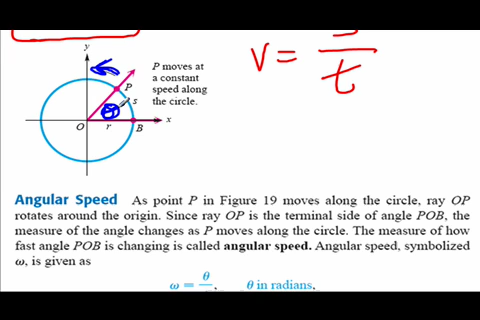 y
P moves at
a constant
speed along
the circle.
P
s
θ
O
r
B
x
v =
t
Angular Speed As point P in Figure 19 moves along the circle, ray OP
rotates around the origin. Since ray OP is the terminal side of angle POB, the
measure of the angle changes as P moves along the circle. The measure of how
fast angle POB is changing is called angular speed. Angular speed, symbolized
ω, is given as
ω = θ
θ in radians.